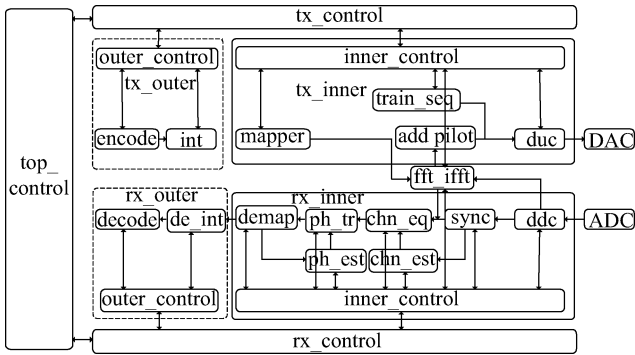 tx_control
outer_control
inner_control
tx_outer
tx_inner
train_seq
encode
int
mapper
add pilot
duc
DAC
top_
control
fft_ifft
rx_outer
rx_inner
decode
de_int
demap
ph_tr
chn_eq
sync
ddc
ADC
ph_est
chn_est
outer_control
inner_control
rx_control